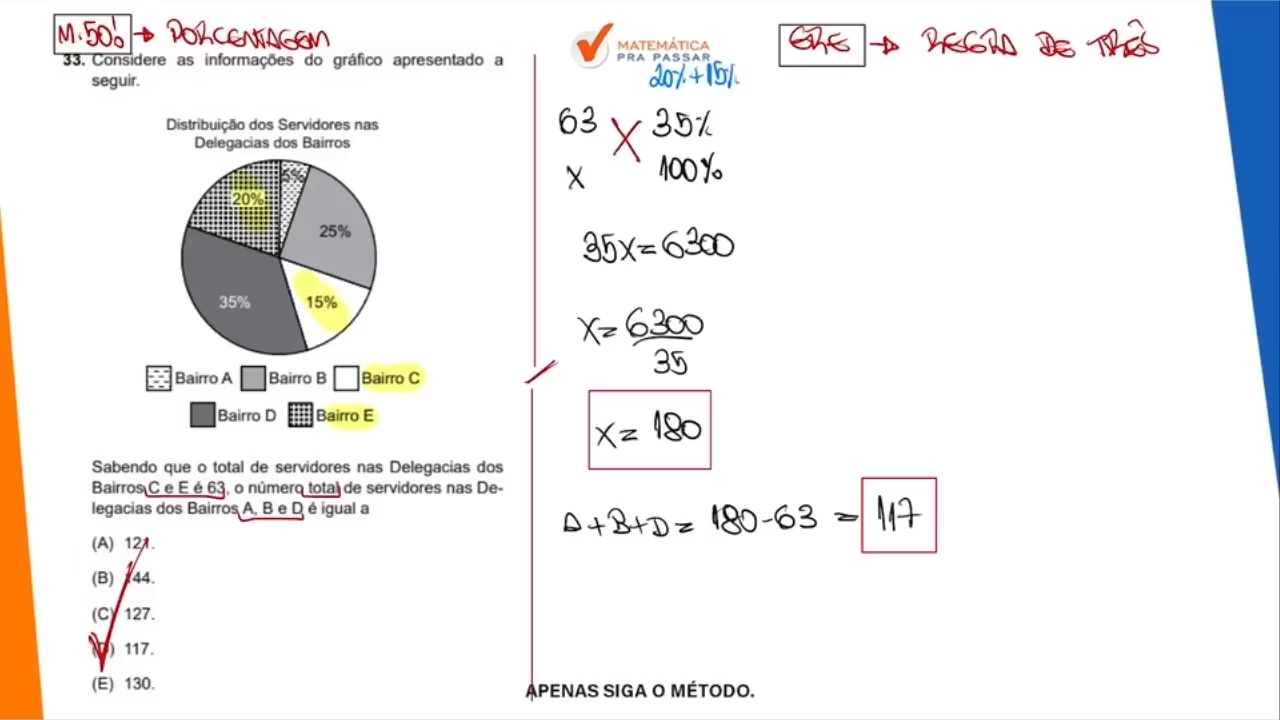 M.50% → PORCENTAGEM
33. Considere as informações do gráfico apresentado a
seguir.
Distribuição dos Servidores nas
Delegacias dos Bairros
5%
20%
25%
35%
15%
Bairro A Bairro B Bairro C
Bairro D Bairro E
Sabendo que o total de servidores nas Delegacias dos
Bairros C e E é 63, o número total de servidores nas De-
legacias dos Bairros A, B e D é igual a
(A) 121.
(B) 144.
(C) 127.
(D) 117.
(E) 130.
MATEMÁTICA
PRA PASSAR
20%+15%
63 35%
x 100%
35x=6300
x=6300
35
x= 180
A+B+D= 180-63 = 117
→ REGRA DE TRÊS
APENAS SIGA O MÉTODO.